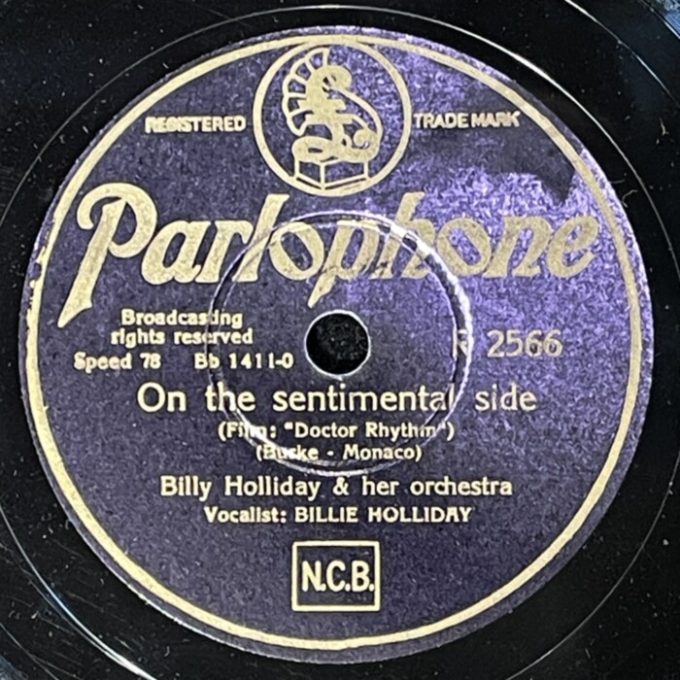 REGISTERED TRADE MARK
Parlophone
Broadcasting
rights reserved
Speed 78 Bb 1411-0
R 2566
On the sentimental side
(Film: "Doctor Rhythm")
(Burke - Monaco)
Billy Holliday & her orchestra
Vocalist: BILLIE HOLLIDAY
N.C.B.